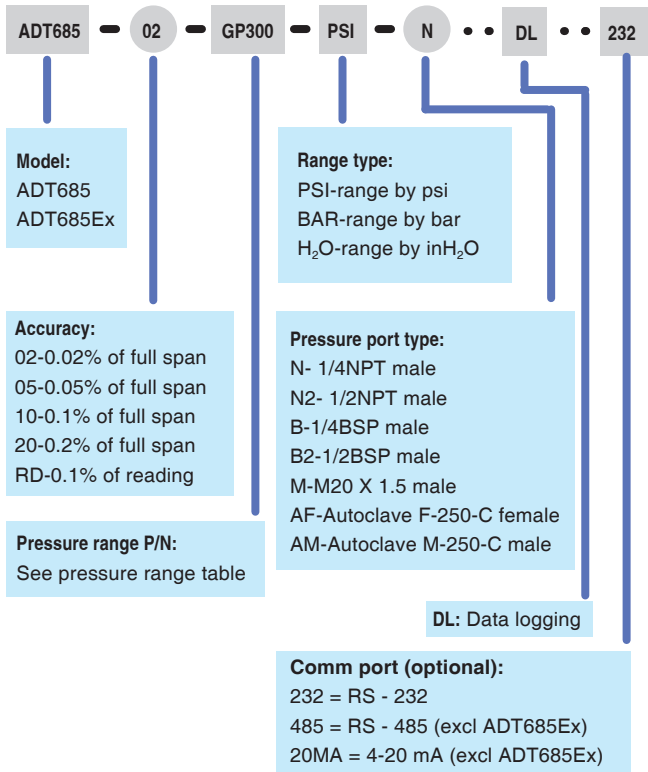 ADT685 – 02 – GP300 – PSI – N • • DL • • 232
Model:
ADT685
ADT685Ex
Range type:
PSI-range by psi
BAR-range by bar
H₂O-range by inH₂O
Accuracy:
02-0.02% of full span
05-0.05% of full span
10-0.1% of full span
20-0.2% of full span
RD-0.1% of reading
Pressure port type:
N- 1/4NPT male
N2- 1/2NPT male
B-1/4BSP male
B2-1/2BSP male
M-M20 X 1.5 male
AF-Autoclave F-250-C female
AM-Autoclave M-250-C male
Pressure range P/N:
See pressure range table
DL: Data logging
Comm port (optional):
232 = RS - 232
485 = RS - 485 (excl ADT685Ex)
20MA = 4-20 mA (excl ADT685Ex)